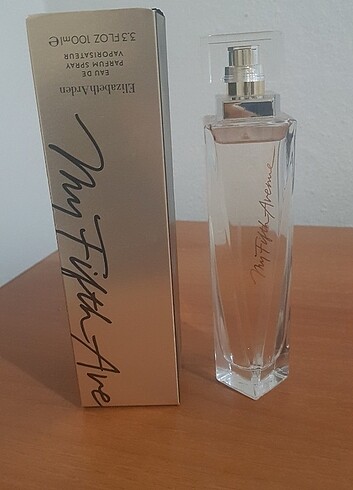 Elizabeth Arden
EAU DE
PARFUM SPRAY
VAPORISATEUR
3.3 FL.OZ 100ml℮
My Fifth Ave
My Fifth Avenue